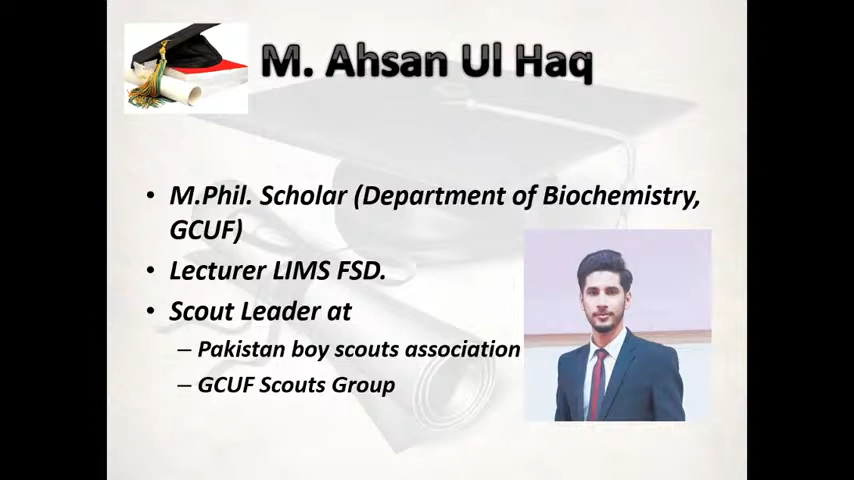 M. Ahsan Ul Haq
• M.Phil. Scholar (Department of Biochemistry,
GCUF)
• Lecturer LIMS FSD.
• Scout Leader at
– Pakistan boy scouts association
– GCUF Scouts Group